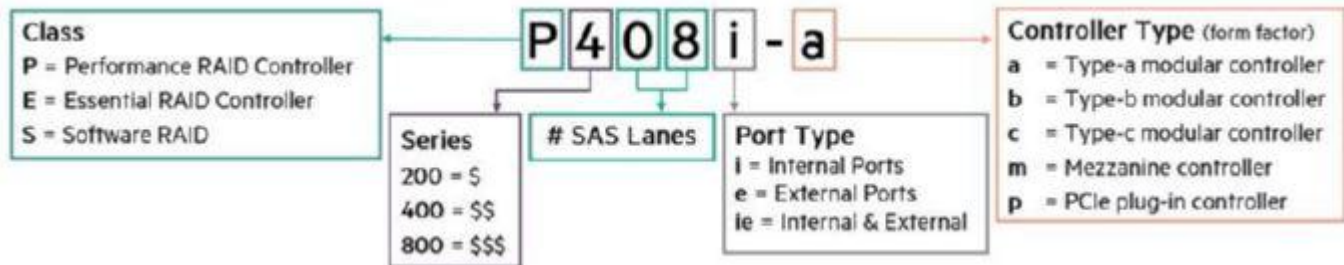 P408i-a
Class
P = Performance RAID Controller
E = Essential RAID Controller
S = Software RAID
Series
200 = $
400 = $$
800 = $$$
# SAS Lanes
Port Type
i = Internal Ports
e = External Ports
ie = Internal & External
Controller Type (form factor)
a = Type-a modular controller
b = Type-b modular controller
c = Type-c modular controller
m = Mezzanine controller
p = PCIe plug-in controller